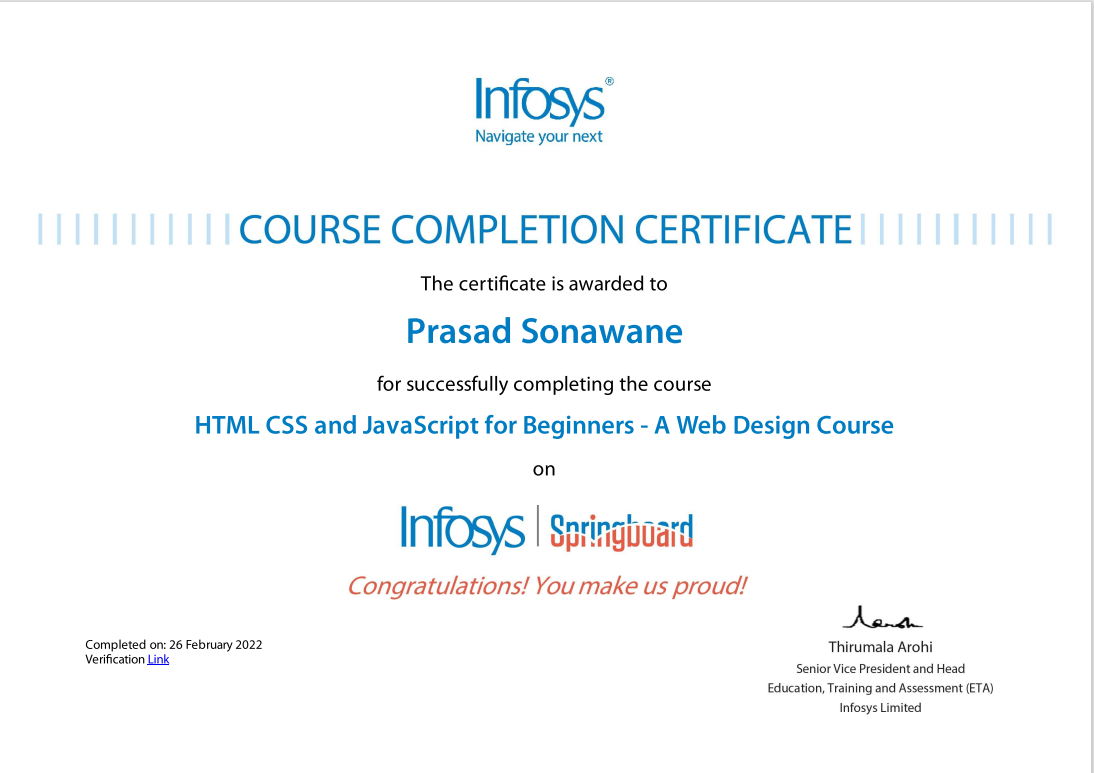 Infosys®
Navigate your next
COURSE COMPLETION CERTIFICATE
The certificate is awarded to
Prasad Sonawane
for successfully completing the course
HTML CSS and JavaScript for Beginners - A Web Design Course
on
Infosys | Springboard
Congratulations! You make us proud!
Completed on: 26 February 2022
Verification Link
Thirumala Arohi
Senior Vice President and Head
Education, Training and Assessment (ETA)
Infosys Limited